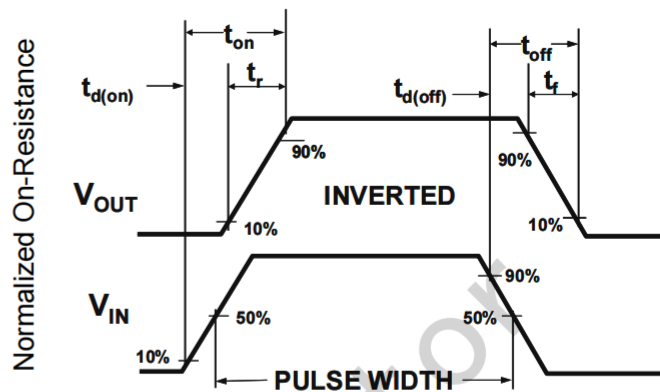 Normalized On-Resistance
t_on
t_off
t_d(on)
t_r
t_d(off)
t_f
90%
90%
V_OUT
INVERTED
10%
10%
90%
V_IN
50%
50%
10%
PULSE WIDTH